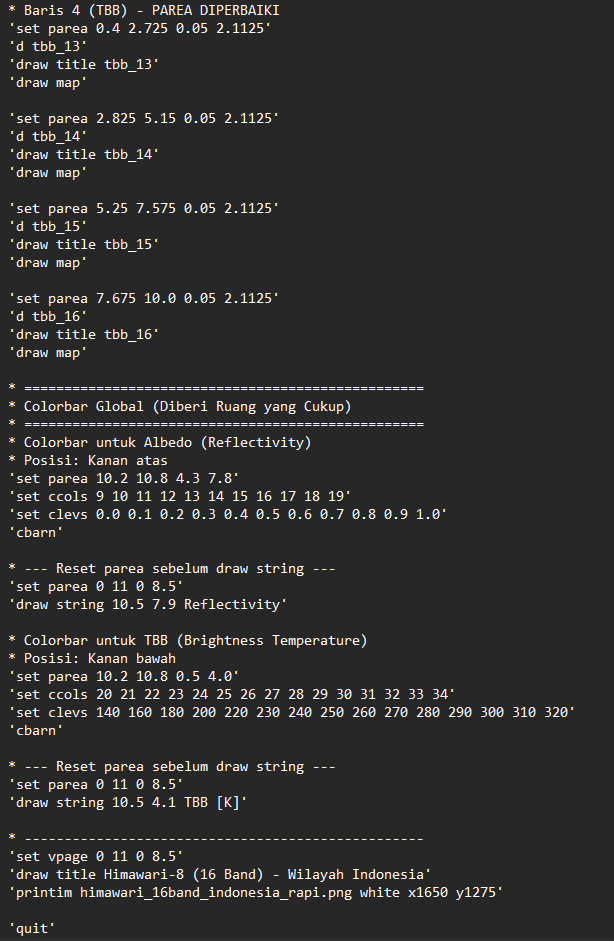 * Baris 4 (TBB) - PAREA DIPERBAIKI
'set parea 0.4 2.725 0.05 2.1125'
'd tbb_13'
'draw title tbb_13'
'draw map'
'set parea 2.825 5.15 0.05 2.1125'
'd tbb_14'
'draw title tbb_14'
'draw map'
'set parea 5.25 7.575 0.05 2.1125'
'd tbb_15'
'draw title tbb_15'
'draw map'
'set parea 7.675 10.0 0.05 2.1125'
'd tbb_16'
'draw title tbb_16'
'draw map'
* ==================================================
* Colorbar Global (Diberi Ruang yang Cukup)
* ==================================================
* Colorbar untuk Albedo (Reflectivity)
* Posisi: Kanan atas
'set parea 10.2 10.8 4.3 7.8'
'set ccols 9 10 11 12 13 14 15 16 17 18 19'
'set clevs 0.0 0.1 0.2 0.3 0.4 0.5 0.6 0.7 0.8 0.9 1.0'
'cbarn'
* --- Reset parea sebelum draw string ---
'set parea 0 11 0 8.5'
'draw string 10.5 7.9 Reflectivity'
* Colorbar untuk TBB (Brightness Temperature)
* Posisi: Kanan bawah
'set parea 10.2 10.8 0.5 4.0'
'set ccols 20 21 22 23 24 25 26 27 28 29 30 31 32 33 34'
'set clevs 140 160 180 200 220 230 240 250 260 270 280 290 300 310 320'
'cbarn'
* --- Reset parea sebelum draw string ---
'set parea 0 11 0 8.5'
'draw string 10.5 4.1 TBB [K]'
* --------------------------------------------------
'set vpage 0 11 0 8.5'
'draw title Himawari-8 (16 Band) - Wilayah Indonesia'
'printim himawari_16band_indonesia_rapi.png white x1650 y1275'
'quit'